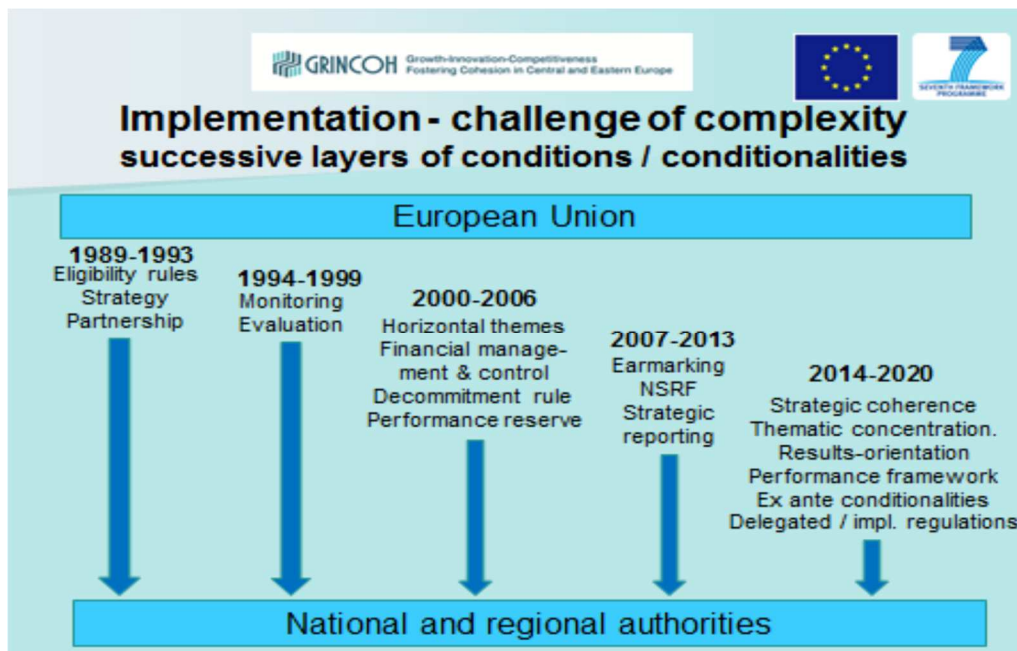 GRINCOH Growth-Innovation-Competitiveness
Fostering Cohesion in Central and Eastern Europe
7
SEVENTH FRAMEWORK
PROGRAMME
Implementation - challenge of complexity
successive layers of conditions / conditionalities
European Union
1989-1993
Eligibility rules
Strategy
Partnership
1994-1999
Monitoring
Evaluation
2000-2006
Horizontal themes
Financial manage-
ment & control
Decommitment rule
Performance reserve
2007-2013
Earmarking
NSRF
Strategic
reporting
2014-2020
Strategic coherence
Thematic concentration.
Results-orientation
Performance framework
Ex ante conditionalities
Delegated / impl. regulations
National and regional authorities